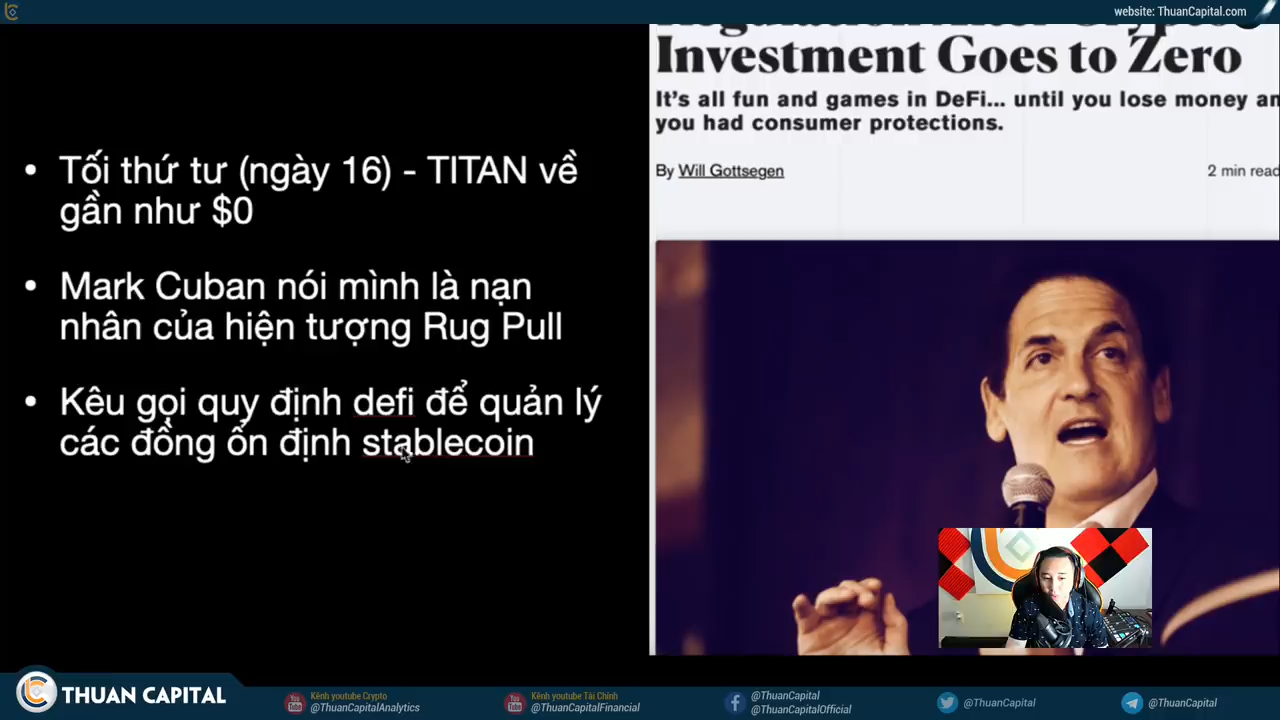 website: ThuanCapital.com
Investment Goes to Zero
It's all fun and games in DeFi... until you lose money an
you had consumer protections.
By Will Gottsegen
2 min read
• Tối thứ tư (ngày 16) - TITAN về
gần như $0
• Mark Cuban nói mình là nạn
nhân của hiện tượng Rug Pull
• Kêu gọi quy định defi để quản lý
các đồng ổn định stablecoin
THUAN CAPITAL
Kênh youtube Crypto
@ThuanCapitalAnalytics
Kênh youtube Tài Chính
@ThuanCapitalFinancial
@ThuanCapital
@ThuanCapitalOfficial
@ThuanCapital
@ThuanCapital